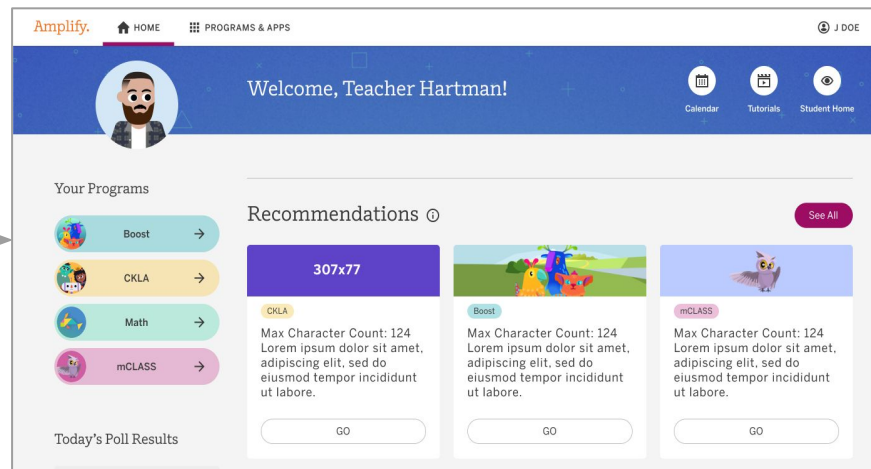 Amplify.
HOME
PROGRAMS & APPS
J DOE
Welcome, Teacher Hartman!
Calendar
Tutorials
Student Home
Your Programs
Boost
CKLA
Math
mCLASS
Today's Poll Results
Recommendations
See All
307x77
CKLA
Max Character Count: 124
Lorem ipsum dolor sit amet,
adipiscing elit, sed do
eiusmod tempor incididunt
ut labore.
GO
Boost
Max Character Count: 124
Lorem ipsum dolor sit amet,
adipiscing elit, sed do
eiusmod tempor incididunt
ut labore.
GO
mCLASS
Max Character Count: 124
Lorem ipsum dolor sit amet,
adipiscing elit, sed do
eiusmod tempor incididunt
ut labore.
GO